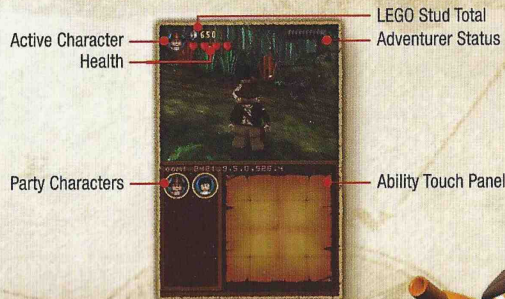 LEGO Stud Total
Active Character
Adventurer Status
Health
650
Party Characters
Ability Touch Panel